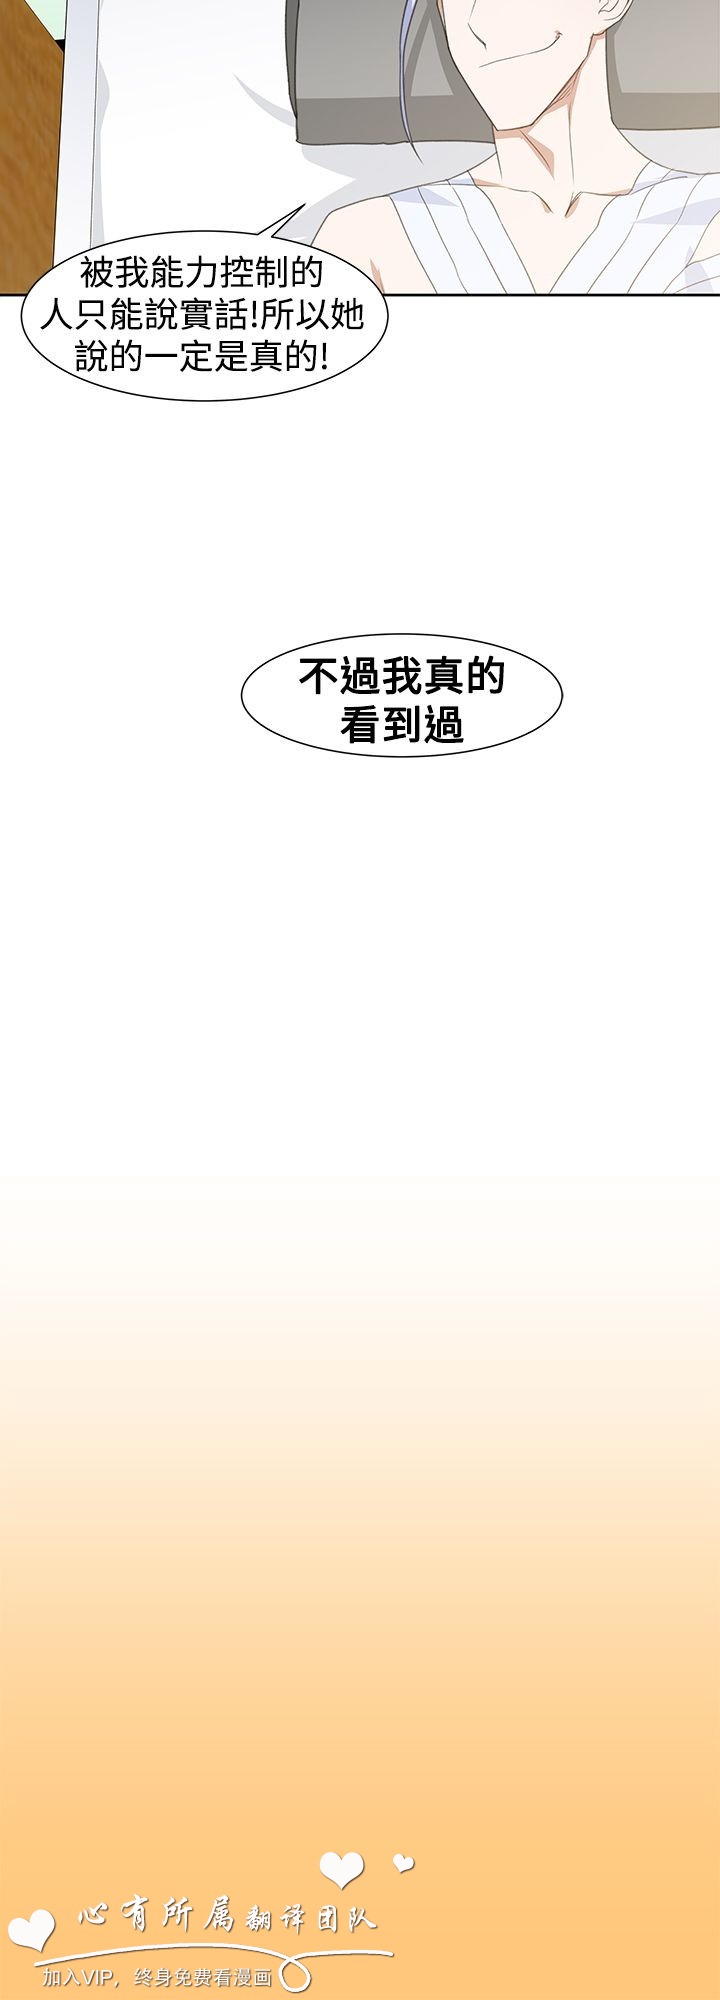 被我能力控制的
人只能說實話!所以她
說的一定是真的!
不過我真的
看到過
心有所属翻译团队
加入VIP，终身免费看漫画